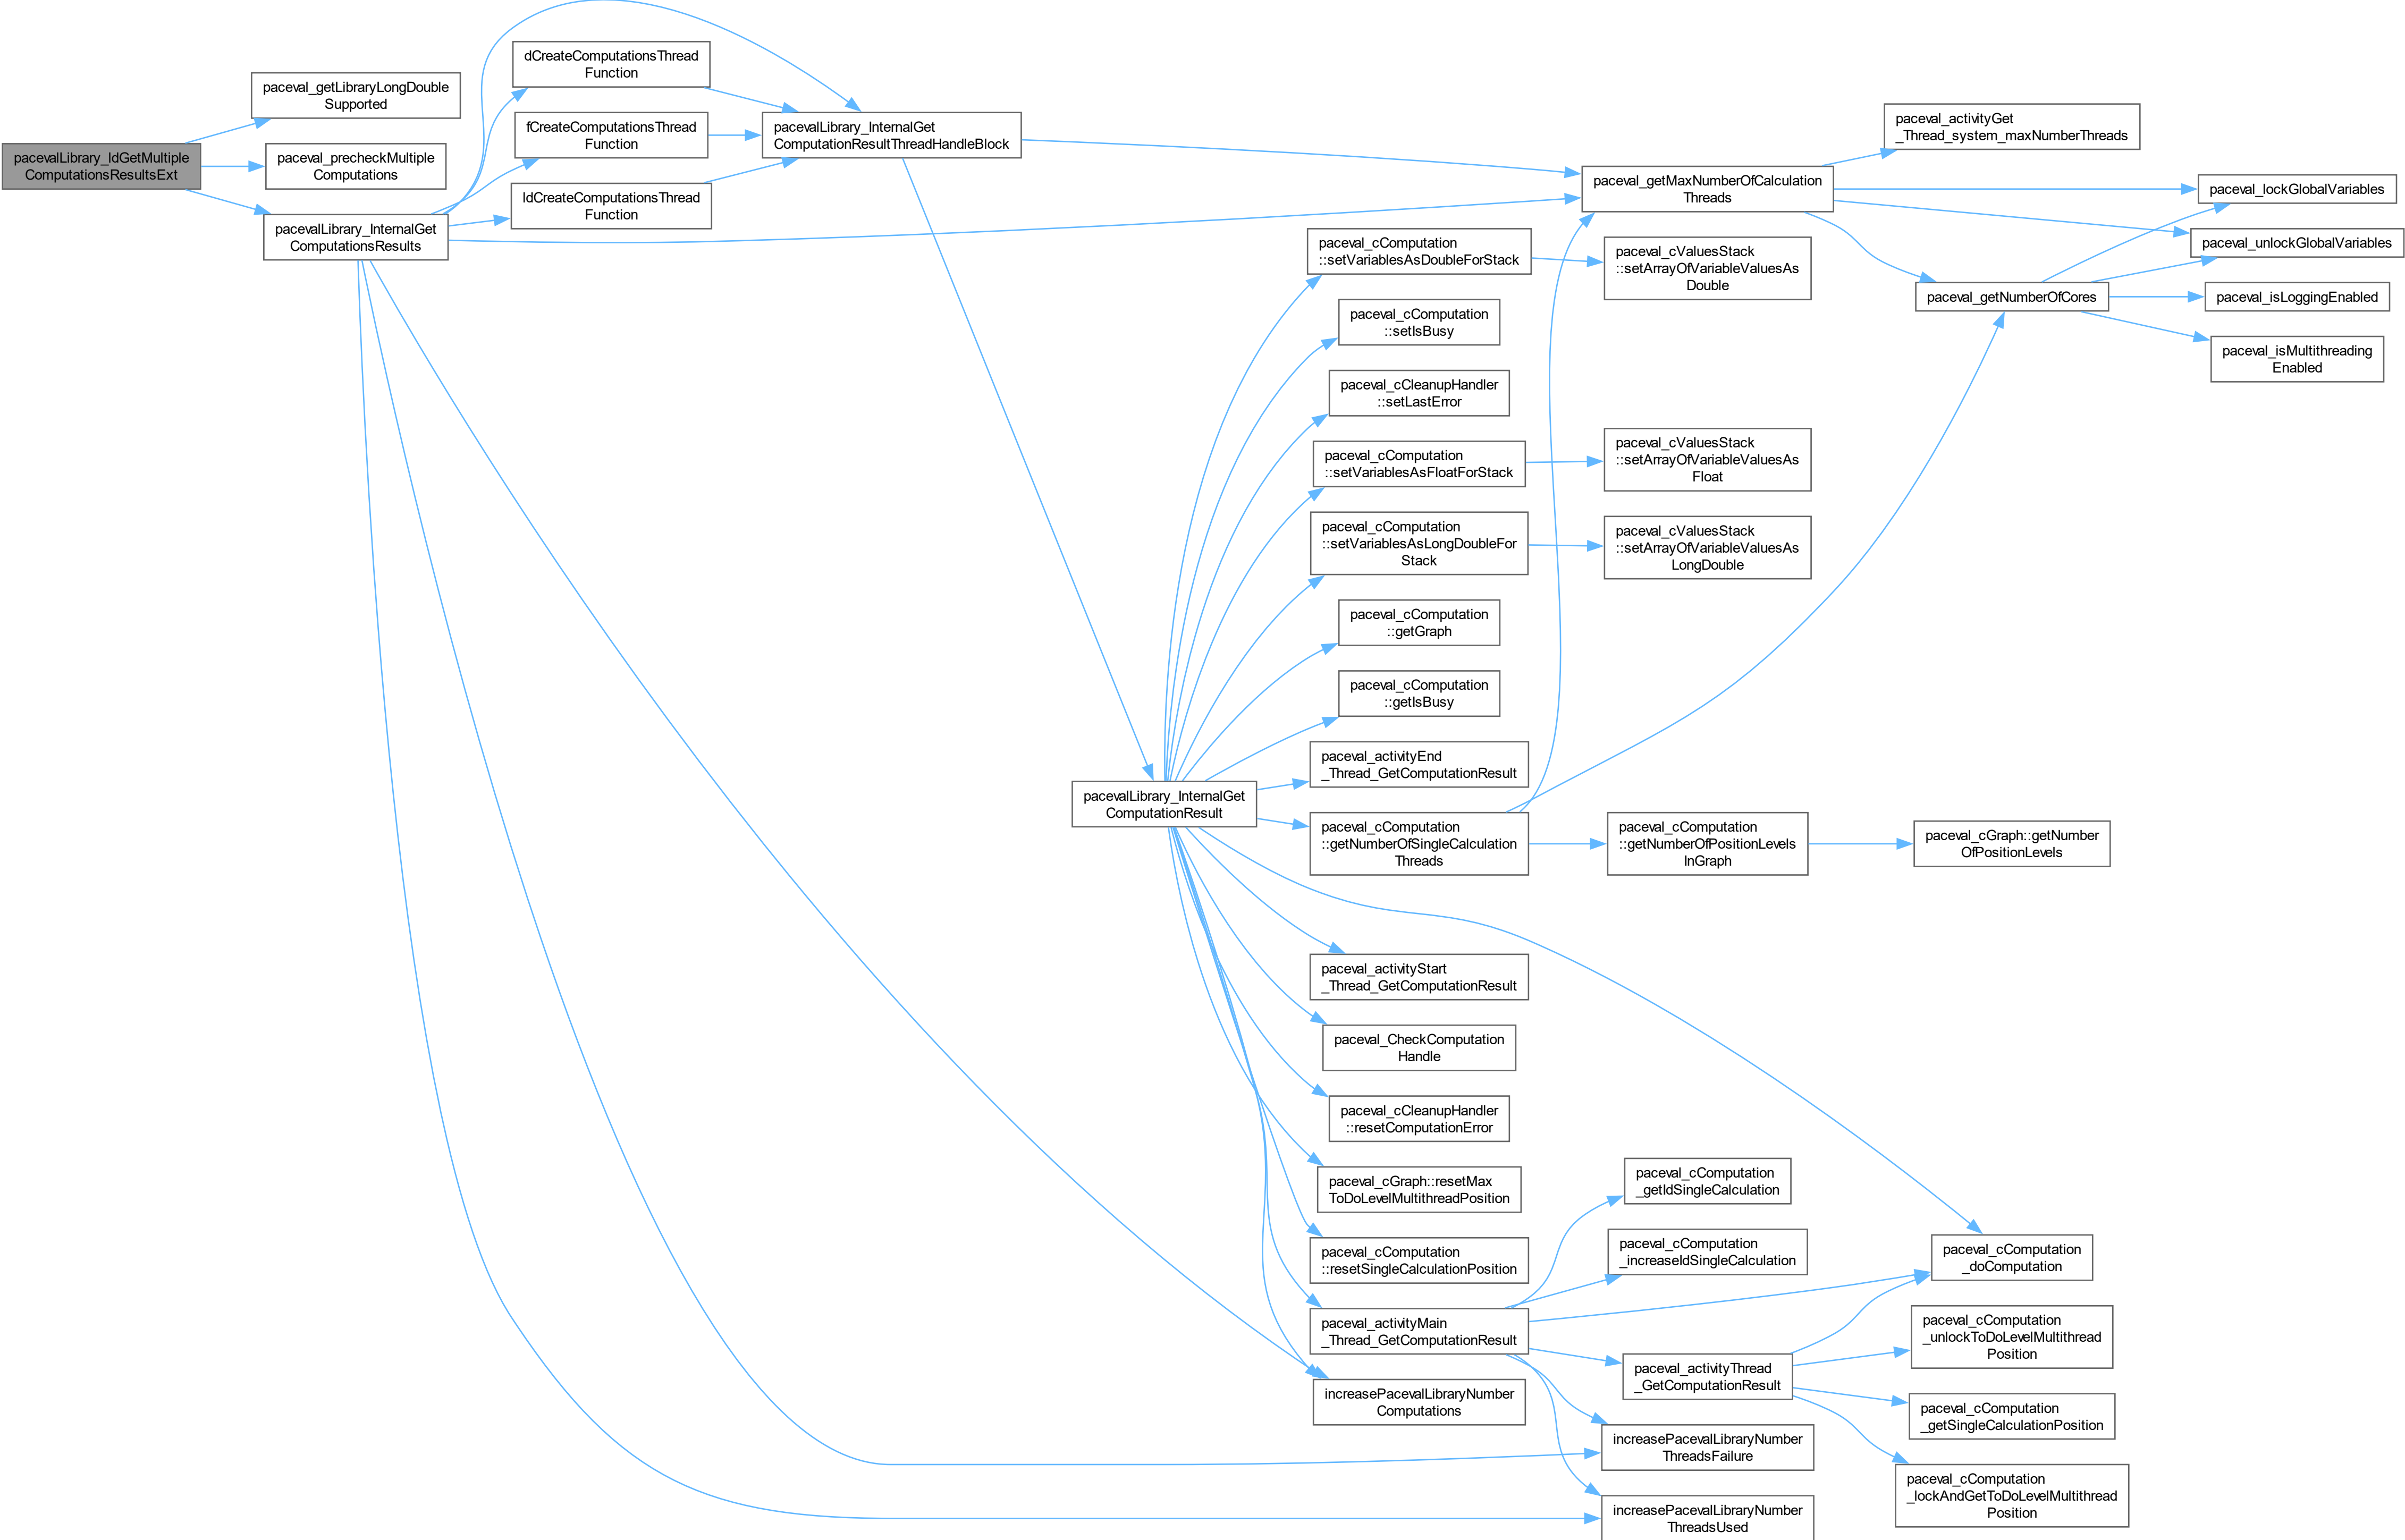 pacevalLibrary_ldGetMultiple
ComputationsResultsExt
paceval_getLibraryLongDouble
Supported
paceval_precheckMultiple
Computations
pacevalLibrary_InternalGet
ComputationsResults
dCreateComputationsThread
Function
fCreateComputationsThread
Function
ldCreateComputationsThread
Function
pacevalLibrary_InternalGet
ComputationResultThreadHandleBlock
pacevalLibrary_InternalGet
ComputationResult
paceval_cComputation
::setVariablesAsDoubleForStack
paceval_cComputation
::setIsBusy
paceval_cCleanupHandler
::setLastError
paceval_cComputation
::setVariablesAsFloatForStack
paceval_cComputation
::setVariablesAsLongDoubleFor
Stack
paceval_cComputation
::getGraph
paceval_cComputation
::getIsBusy
paceval_activityEnd
_Thread_GetComputationResult
paceval_cComputation
::getNumberOfSingleCalculation
Threads
paceval_activityStart
_Thread_GetComputationResult
paceval_CheckComputation
Handle
paceval_cCleanupHandler
::resetComputationError
paceval_cGraph::resetMax
ToDoLevelMultithreadPosition
paceval_cComputation
::resetSingleCalculationPosition
paceval_activityMain
_Thread_GetComputationResult
increasePacevalLibraryNumber
Computations
paceval_getMaxNumberOfCalculation
Threads
paceval_cValuesStack
::setArrayOfVariableValuesAs
Double
paceval_cValuesStack
::setArrayOfVariableValuesAs
Float
paceval_cValuesStack
::setArrayOfVariableValuesAs
LongDouble
paceval_cComputation
::getNumberOfPositionLevels
InGraph
paceval_cComputation
_getIdSingleCalculation
paceval_cComputation
_increaseIdSingleCalculation
paceval_activityThread
_GetComputationResult
increasePacevalLibraryNumber
ThreadsFailure
increasePacevalLibraryNumber
ThreadsUsed
paceval_activityGet
_Thread_system_maxNumberThreads
paceval_getNumberOfCores
paceval_cGraph::getNumber
OfPositionLevels
paceval_cComputation
_doComputation
paceval_cComputation
_unlockToDoLevelMultithread
Position
paceval_cComputation
_getSingleCalculationPosition
paceval_cComputation
_lockAndGetToDoLevelMultithread
Position
paceval_lockGlobalVariables
paceval_unlockGlobalVariables
paceval_isLoggingEnabled
paceval_isMultithreading
Enabled